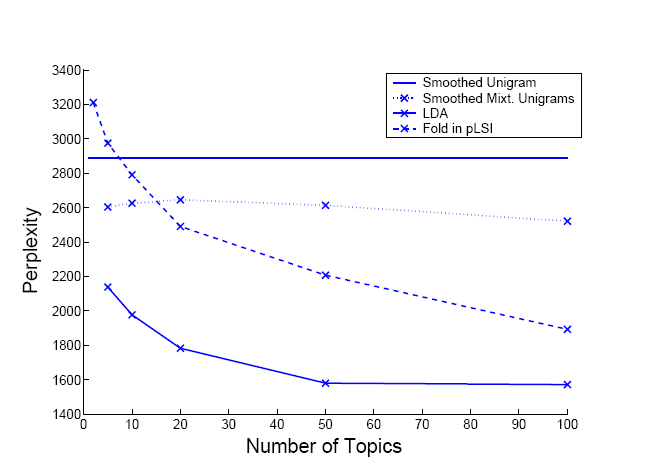 3400
3200
3000
2800
2600
2400
2200
2000
1800
1600
1400
Perplexity
Smoothed Unigram
Smoothed Mixt. Unigrams
LDA
Fold in pLSI
0 10 20 30 40 50 60 70 80 90 100
Number of Topics